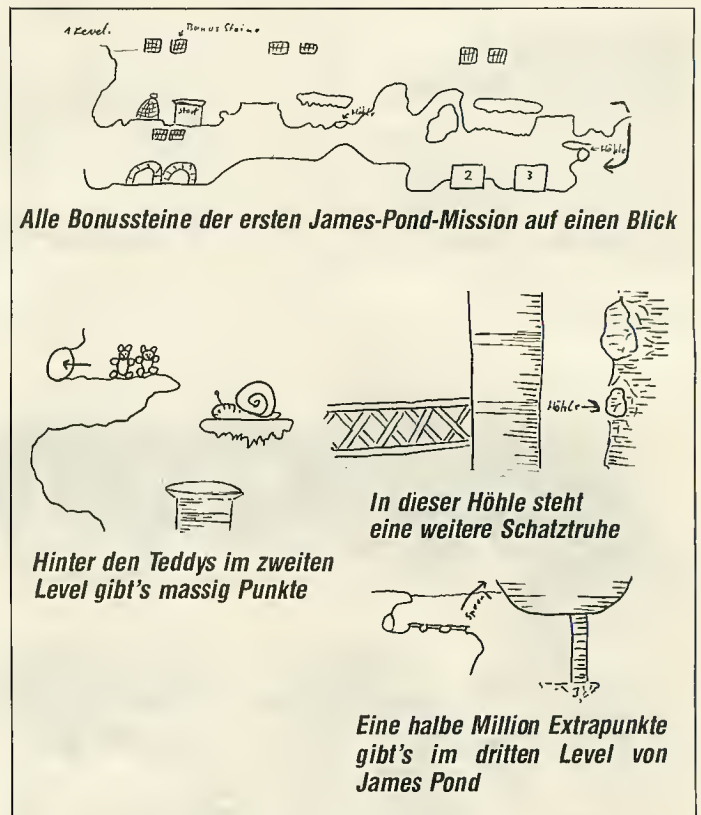 1 Level.
Bonus Steine
Start
Höhle
Höhle
2
3
Alle Bonussteine der ersten James-Pond-Mission auf einen Blick
Höhle
In dieser Höhle steht
eine weitere Schatztruhe
Hinter den Teddys im zweiten
Level gibt's massig Punkte
Sprung
Eine halbe Million Extrapunkte
gibt's im dritten Level von
James Pond